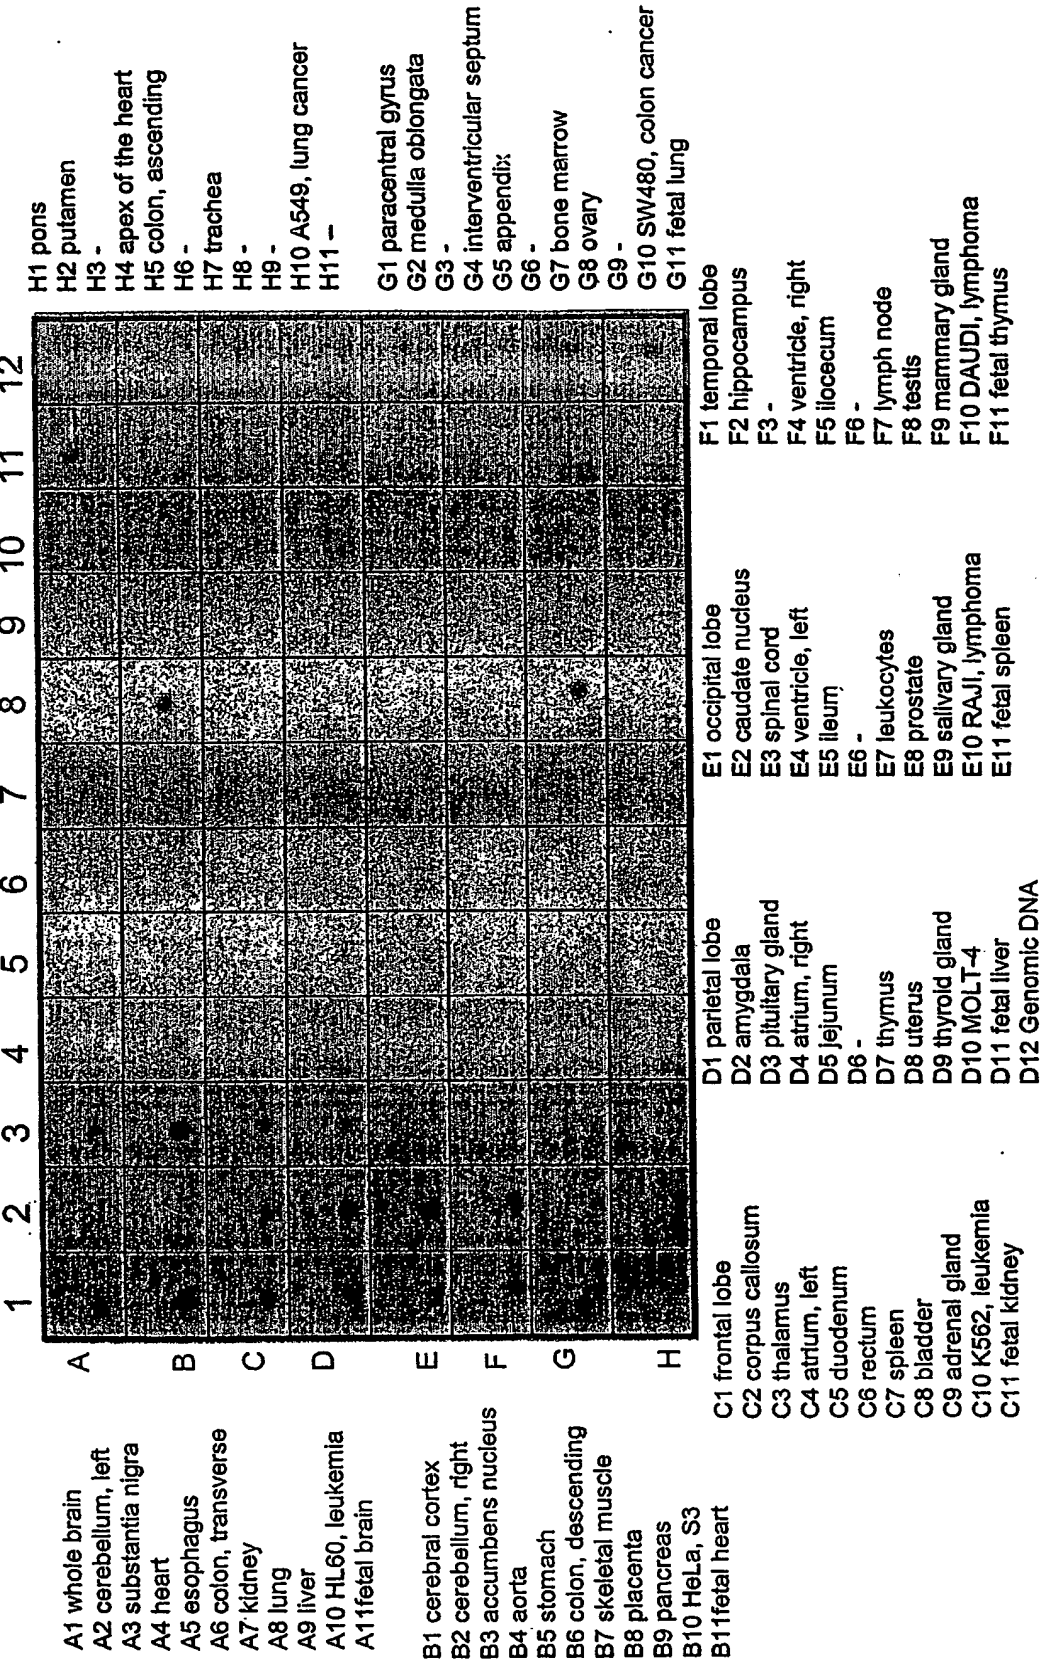 1 2 3 4 5 6 7 8 9 10 11 12
A
B
C
D
E
F
G
H
A1 whole brain
A2 cerebellum, left
A3 substantia nigra
A4 heart
A5 esophagus
A6 colon, transverse
A7 kidney
A8 lung
A9 liver
A10 HL60, leukemia
A11fetal brain
B1 cerebral cortex
B2 cerebellum, right
B3 accumbens nucleus
B4 aorta
B5 stomach
B6 colon, descending
B7 skeletal muscle
B8 placenta
B9 pancreas
B10 HeLa, S3
B11fetal heart
C1 frontal lobe
C2 corpus callosum
C3 thalamus
C4 atrium, left
C5 duodenum
C6 rectum
C7 spleen
C8 bladder
C9 adrenal gland
C10 K562, leukemia
C11 fetal kidney
D1 parietal lobe
D2 amygdala
D3 pituitary gland
D4 atrium, right
D5 jejunum
D6 -
D7 thymus
D8 uterus
D9 thyroid gland
D10 MOLT-4
D11 fetal liver
D12 Genomic DNA
E1 occipital lobe
E2 caudate nucleus
E3 spinal cord
E4 ventricle, left
E5 ileum
E6 -
E7 leukocytes
E8 prostate
E9 salivary gland
E10 RAJI, lymphoma
E11 fetal spleen
F1 temporal lobe
F2 hippocampus
F3 -
F4 ventricle, right
F5 ilocecum
F6 -
F7 lymph node
F8 testis
F9 mammary gland
F10 DAUDI, lymphoma
F11 fetal thymus
G1 paracentral gyrus
G2 medulla oblongata
G3 -
G4 interventricular septum
G5 appendix
G6 -
G7 bone marrow
G8 ovary
G9 -
G10 SW480, colon cancer
G11 fetal lung
H1 pons
H2 putamen
H3 -
H4 apex of the heart
H5 colon, ascending
H6 -
H7 trachea
H8 -
H9 -
H10 A549, lung cancer
H11 –